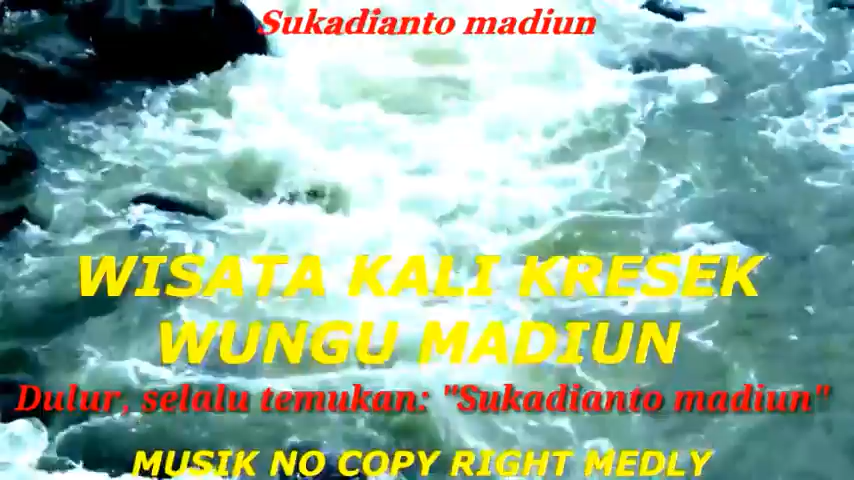 Sukadianto madiun
WISATA KALI KRESEK
WUNGU MADIUN
Dulur, selalu temukan: "Sukadianto madiun"
MUSIK NO COPY RIGHT MEDLY